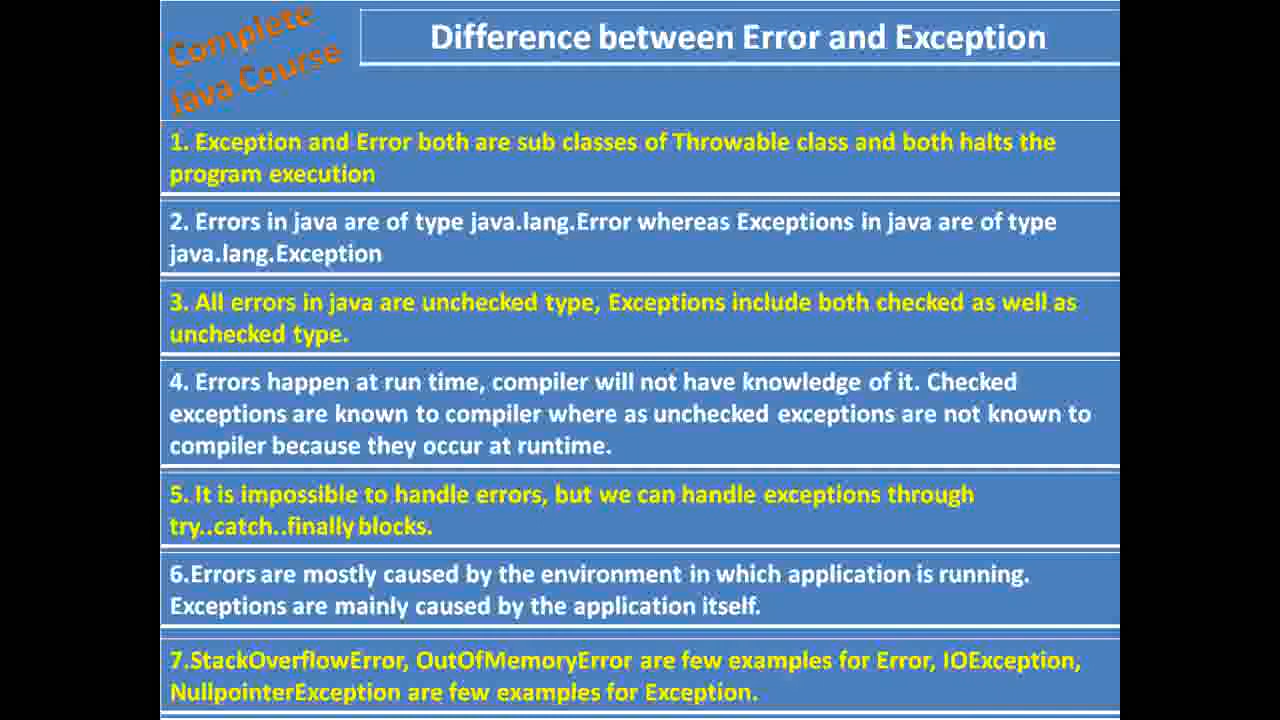 Complete
Java Course
Difference between Error and Exception
1. Exception and Error both are sub classes of Throwable class and both halts the
program execution
2. Errors in java are of type java.lang.Error whereas Exceptions in java are of type
java.lang.Exception
3. All errors in java are unchecked type, Exceptions include both checked as well as
unchecked type.
4. Errors happen at run time, compiler will not have knowledge of it. Checked
exceptions are known to compiler where as unchecked exceptions are not known to
compiler because they occur at runtime.
5. It is impossible to handle errors, but we can handle exceptions through
try..catch..finally blocks.
6.Errors are mostly caused by the environment in which application is running.
Exceptions are mainly caused by the application itself.
7.StackOverflowError, OutOfMemoryError are few examples for Error, IOException,
NullpointerException are few examples for Exception.